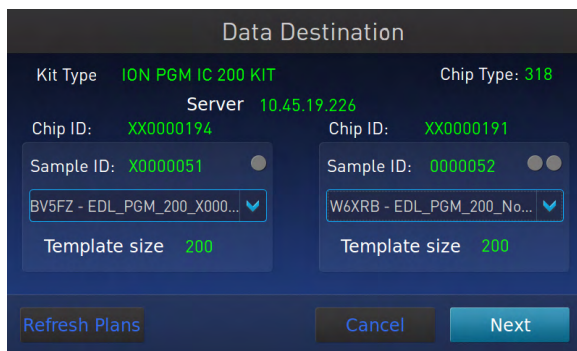 Data Destination
Kit Type ION PGM IC 200 KIT Chip Type: 318
Server 10.45.19.226
Chip ID: XX0000194 Chip ID: XX0000191
Sample ID: X0000051 Sample ID: 0000052
BV5FZ - EDL_PGM_200_X000... W6XRB - EDL_PGM_200_No...
Template size 200 Template size 200
Refresh Plans Cancel Next